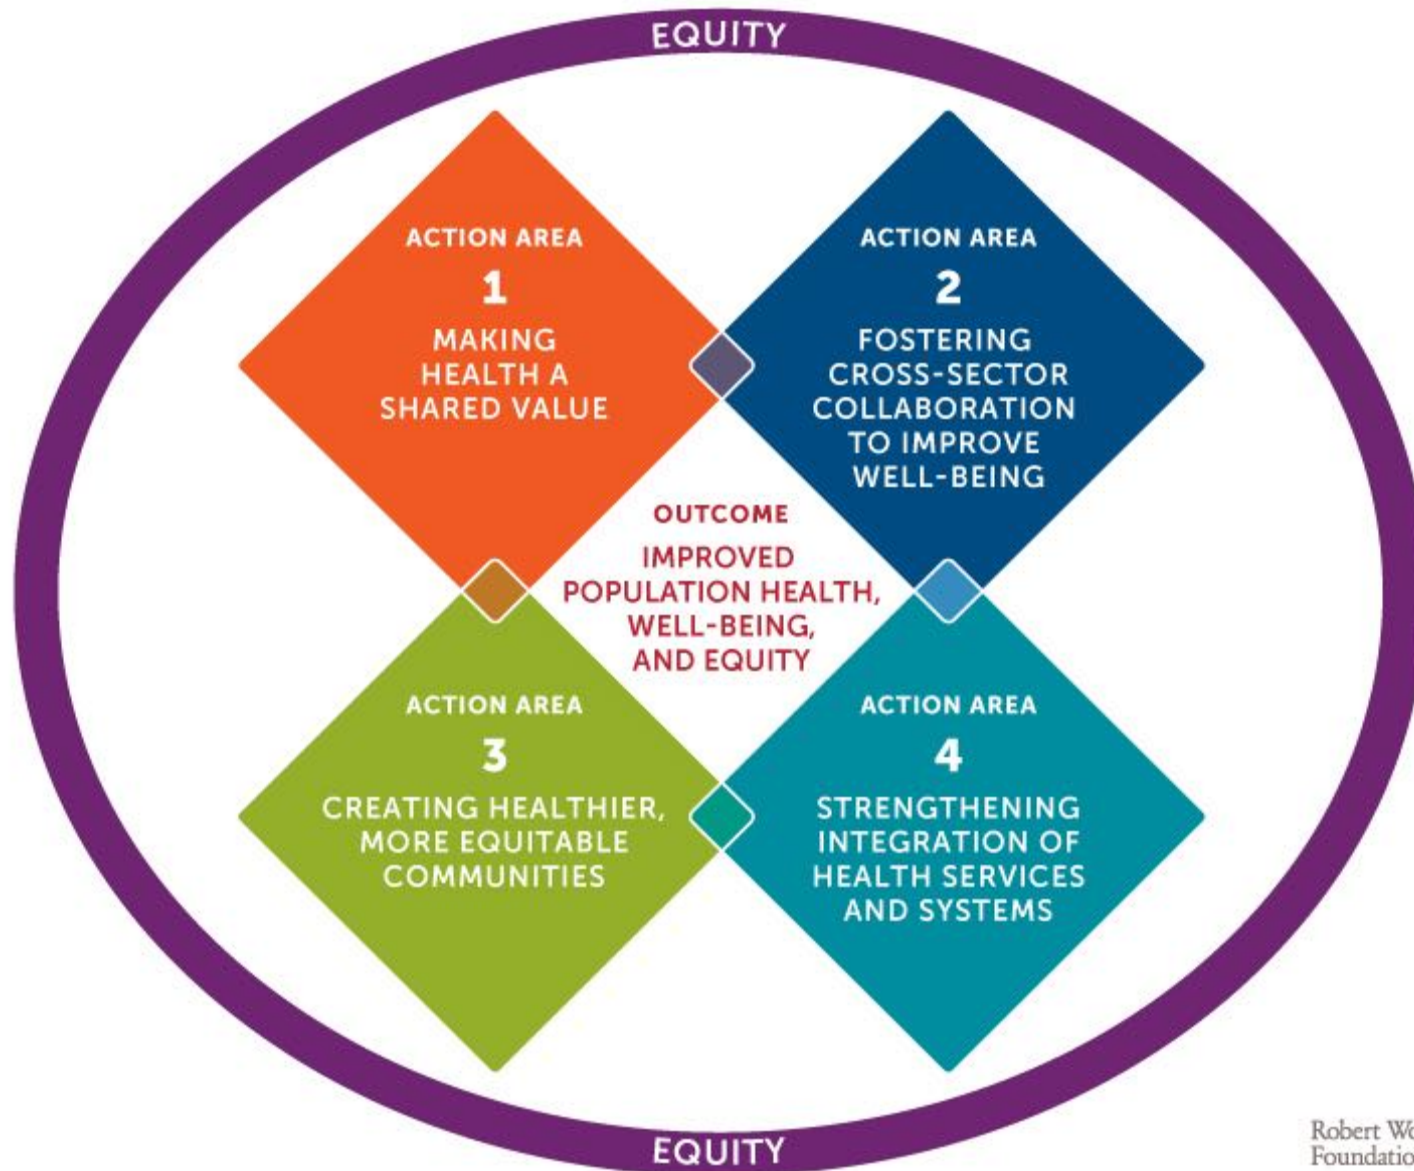 EQUITY
ACTION AREA
1
MAKING
HEALTH A
SHARED VALUE
ACTION AREA
2
FOSTERING
CROSS-SECTOR
COLLABORATION
TO IMPROVE
WELL-BEING
OUTCOME
IMPROVED
POPULATION HEALTH,
WELL-BEING,
AND EQUITY
ACTION AREA
3
CREATING HEALTHIER,
MORE EQUITABLE
COMMUNITIES
ACTION AREA
4
STRENGTHENING
INTEGRATION OF
HEALTH SERVICES
AND SYSTEMS
EQUITY
Robert